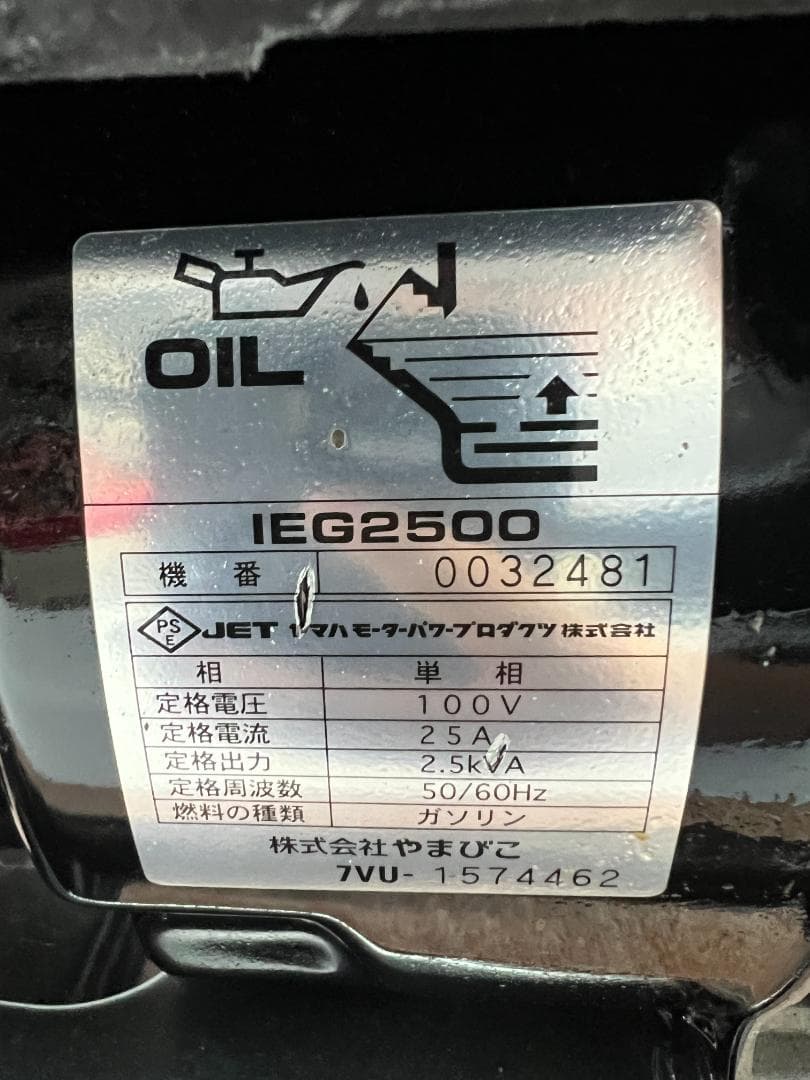 OIL
IEG2500
機 番 0032481
PSE JET ヤマハモーターパワープロダクツ株式会社
相 単 相
定格電圧 100V
定格電流 25A
定格出力 2.5kVA
定格周波数 50/60Hz
燃料の種類 ガソリン
株式会社やまびこ
7VU-1574462